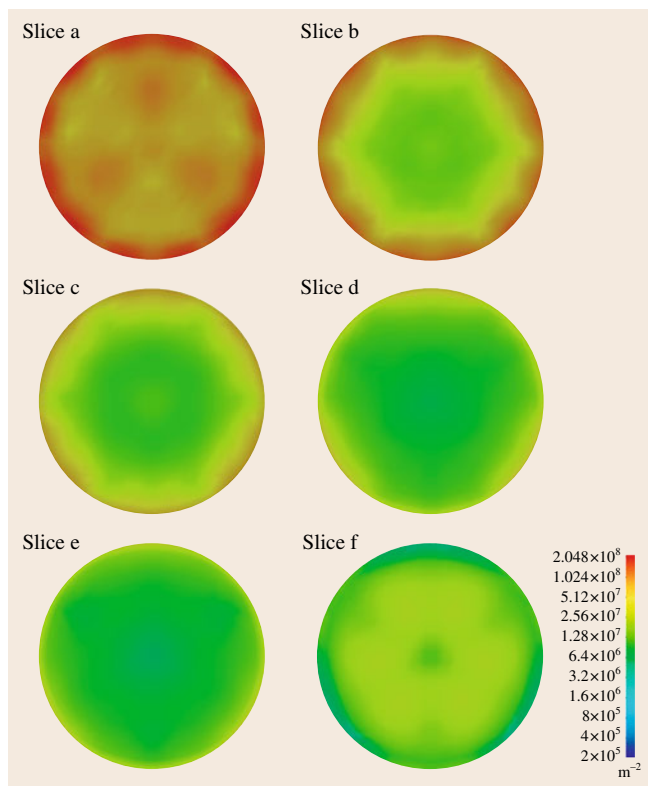 Slice a
Slice b
Slice c
Slice d
Slice e
Slice f
2.048×10⁸
1.024×10⁸
5.12×10⁷
2.56×10⁷
1.28×10⁷
6.4×10⁶
3.2×10⁶
1.6×10⁶
8×10⁵
4×10⁵
2×10⁵
m⁻²